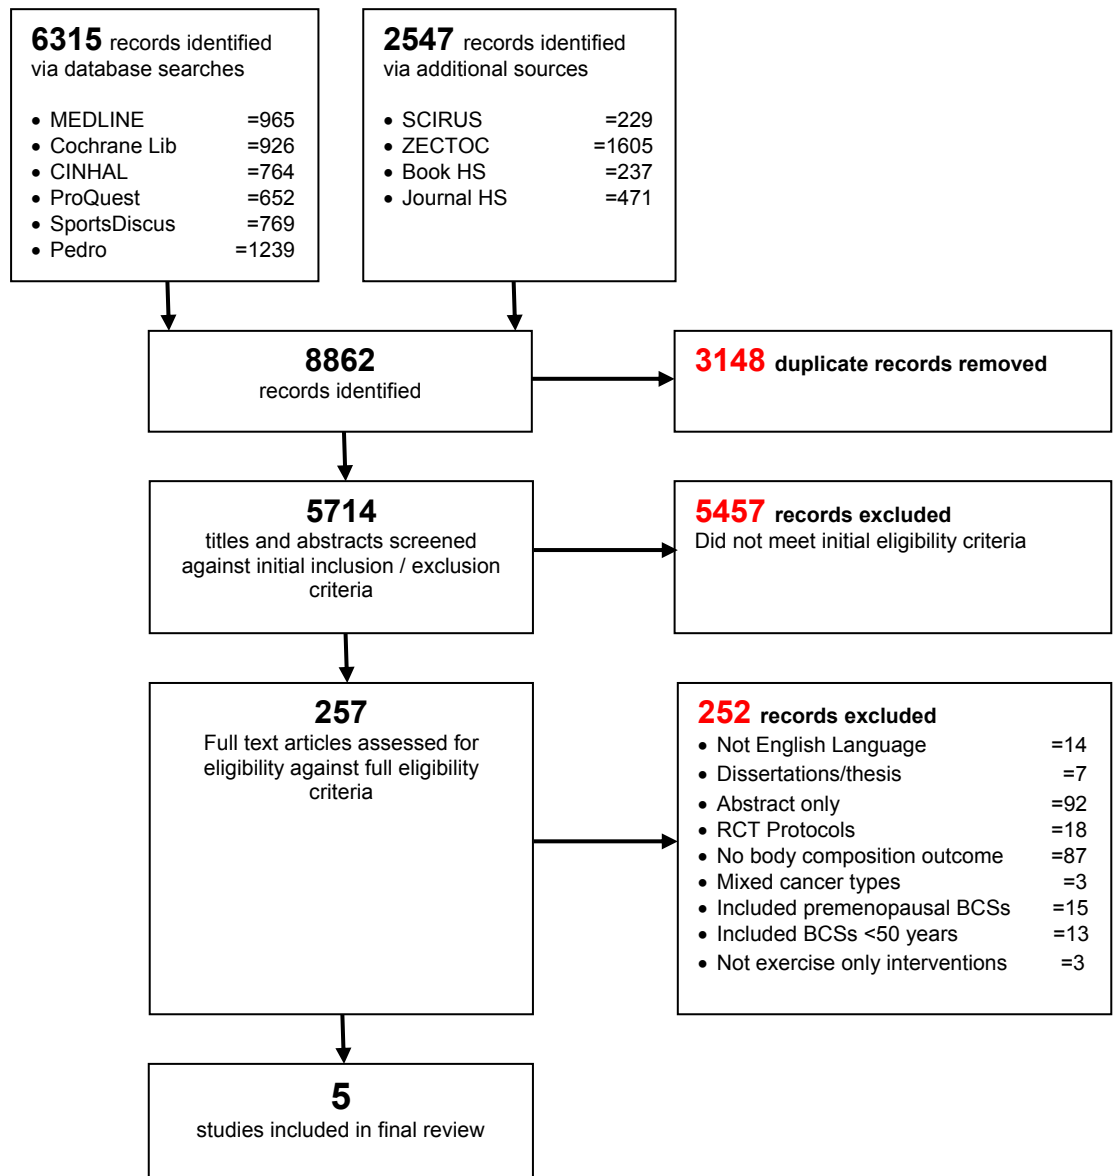 6315 records identified
via database searches
• MEDLINE =965
• Cochrane Lib =926
• CINHAL =764
• ProQuest =652
• SportsDiscus =769
• Pedro =1239
2547 records identified
via additional sources
• SCIRUS =229
• ZECTOC =1605
• Book HS =237
• Journal HS =471
8862
records identified
3148 duplicate records removed
5714
titles and abstracts screened
against initial inclusion / exclusion
criteria
5457 records excluded
Did not meet initial eligibility criteria
257
Full text articles assessed for
eligibility against full eligibility
criteria
252 records excluded
• Not English Language =14
• Dissertations/thesis =7
• Abstract only =92
• RCT Protocols =18
• No body composition outcome =87
• Mixed cancer types =3
• Included premenopausal BCSs =15
• Included BCSs <50 years =13
• Not exercise only interventions =3
5
studies included in final review